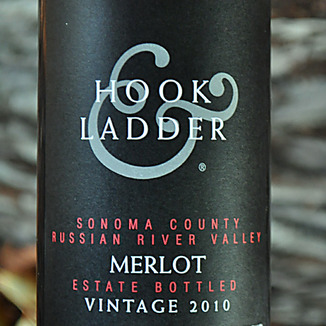 HOOK
&
LADDER
®
SONOMA COUNTY
RUSSIAN RIVER VALLEY
MERLOT
ESTATE BOTTLED
VINTAGE 2010